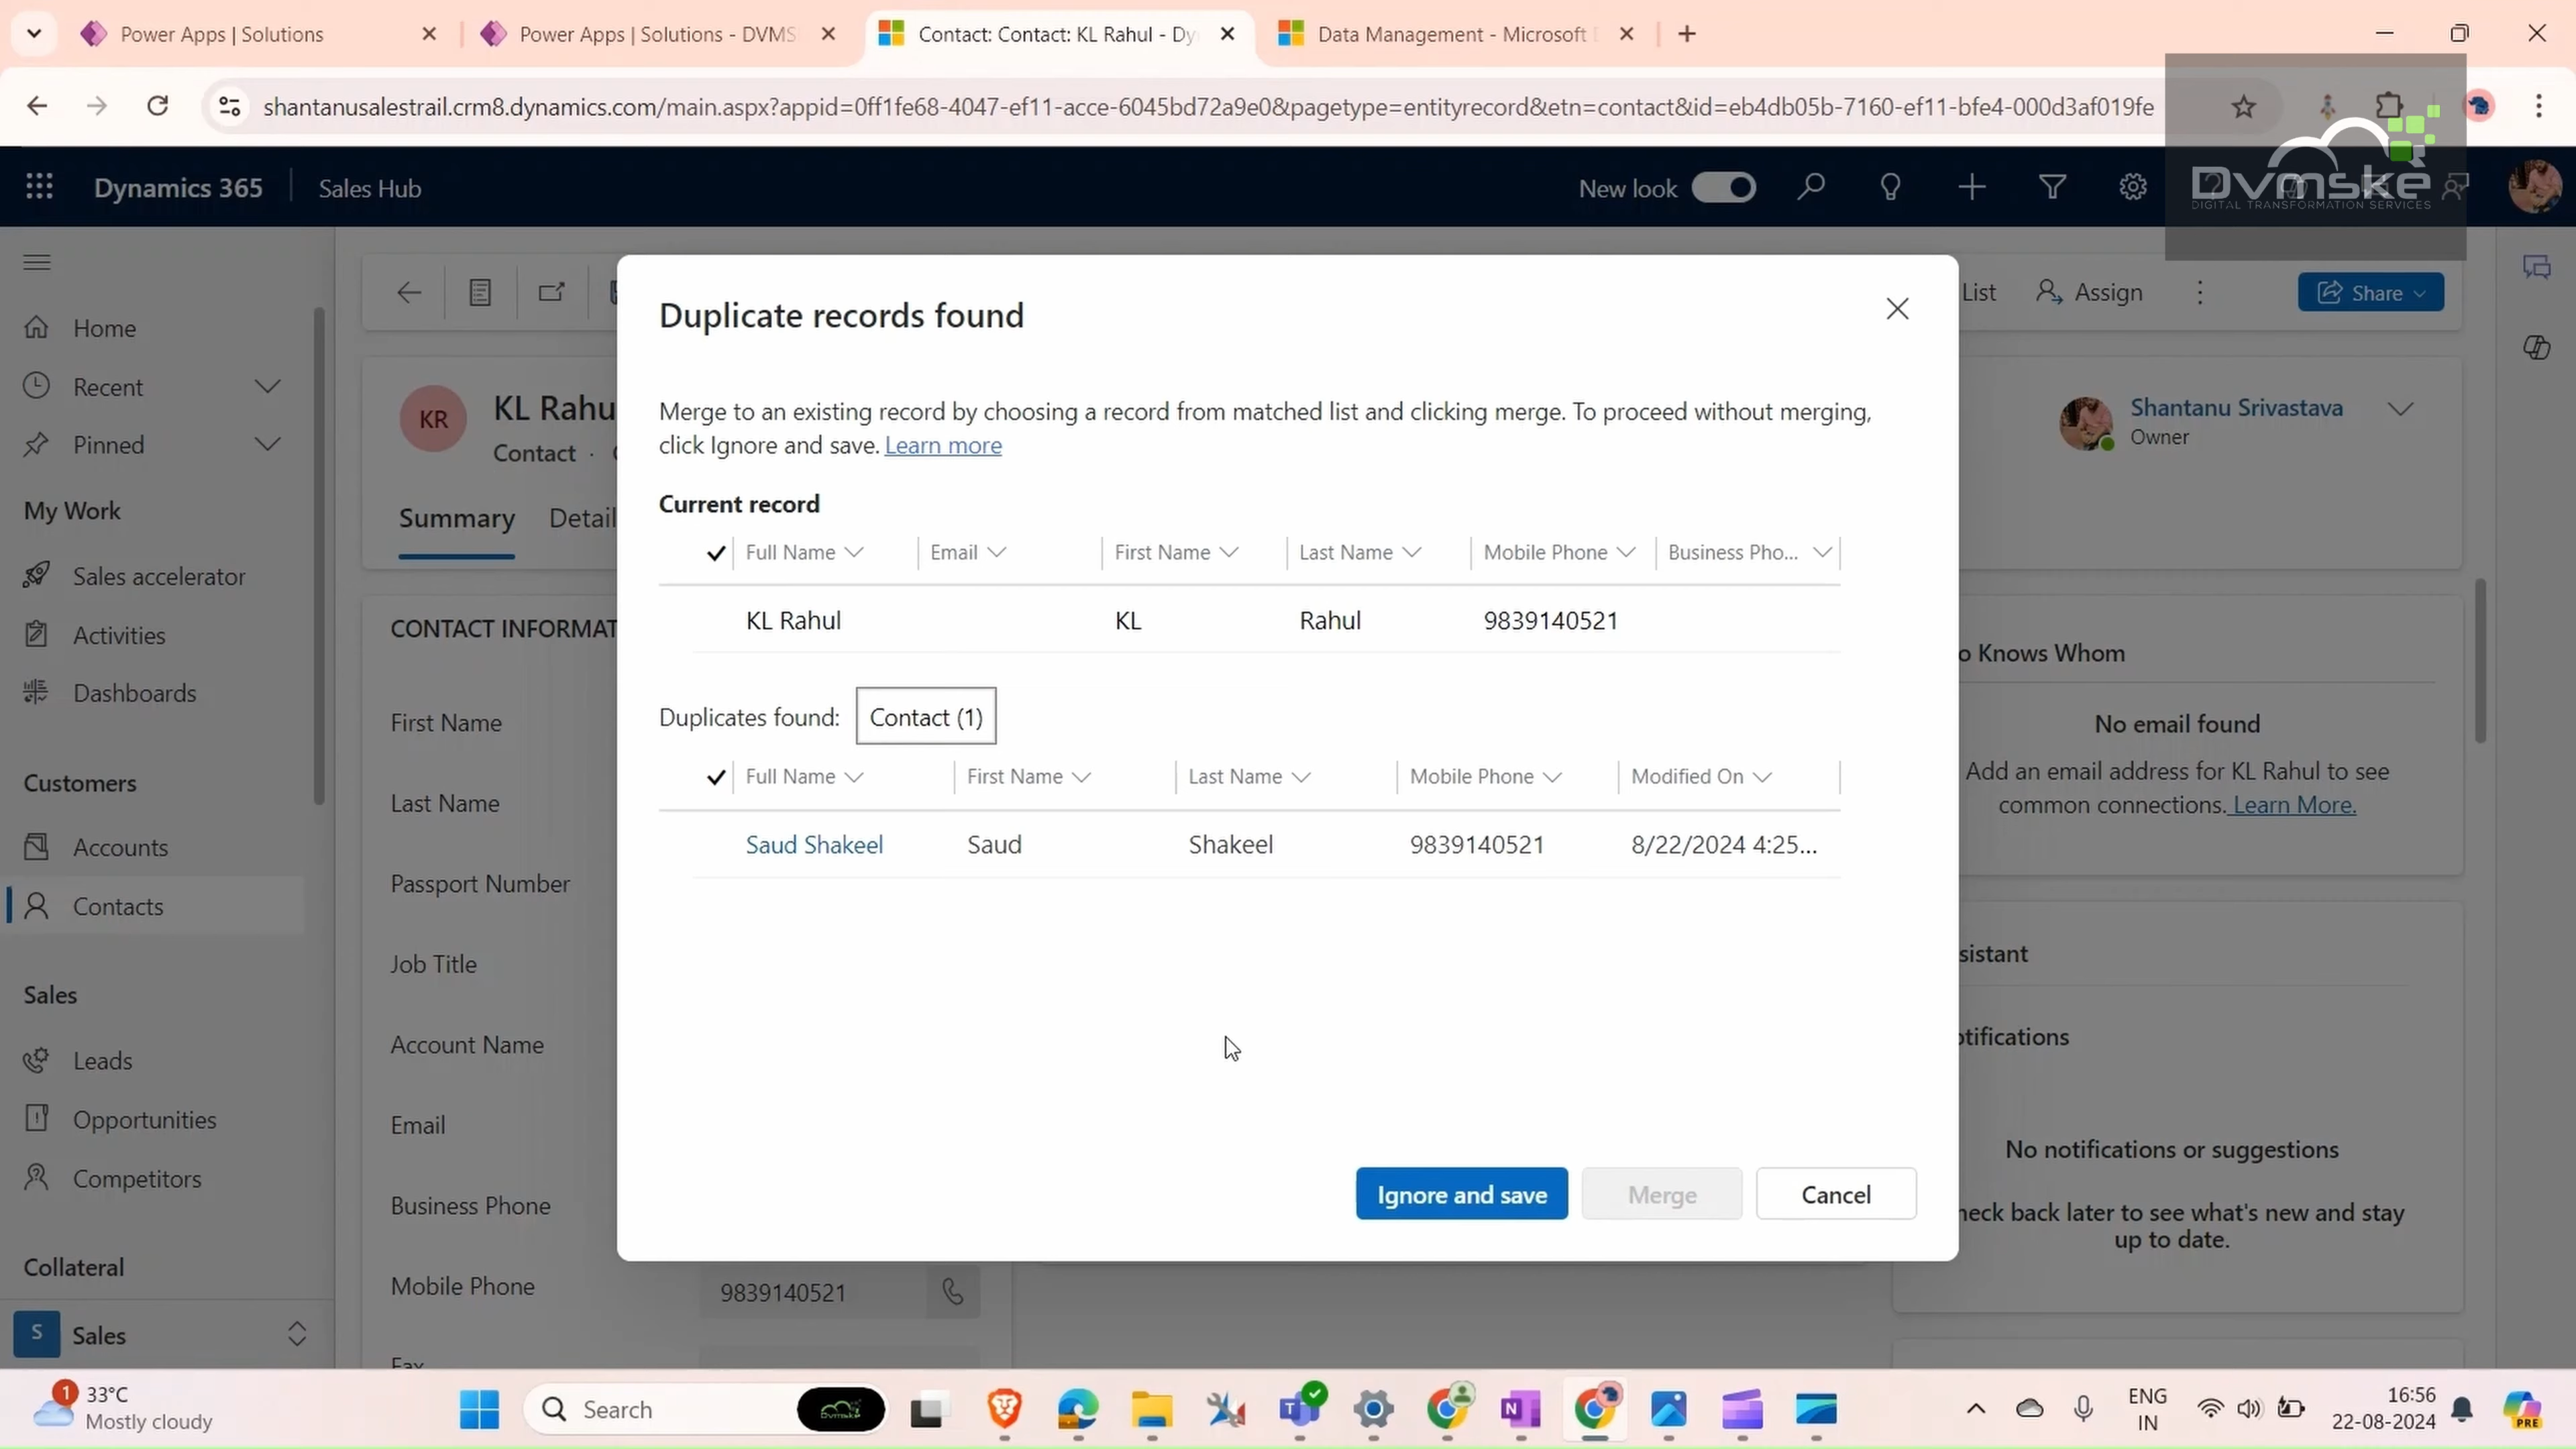 Power Apps | Solutions
Power Apps | Solutions - DVMS
Contact: Contact: KL Rahul - Dy
Data Management - Microsoft
shantanusalestrail.crm8.dynamics.com/main.aspx?appid=0ff1fe68-4047-ef11-acce-6045bd72a9e0&pagetype=entityrecord&etn=contact&id=eb4db05b-7160-ef11-bfe4-000d3af019fe
Dynamics 365
Sales Hub
New look
Dvmske
DIGITAL TRANSFORMATION SERVICES
Home
Recent
Pinned
My Work
Sales accelerator
Activities
Dashboards
Customers
Accounts
Contacts
Sales
Leads
Opportunities
Competitors
Collateral
S
Sales
List
Assign
Share
KR
KL Rahu
Contact ·
Summary
Detail
Shantanu Srivastava
Owner
CONTACT INFORMAT
First Name
Last Name
Passport Number
Job Title
Account Name
Email
Business Phone
Mobile Phone
9839140521
Fax
Duplicate records found
Merge to an existing record by choosing a record from matched list and clicking merge. To proceed without merging,
click Ignore and save. Learn more
Current record
Full Name
Email
First Name
Last Name
Mobile Phone
Business Pho...
KL Rahul
KL
Rahul
9839140521
Duplicates found:
Contact (1)
Full Name
First Name
Last Name
Mobile Phone
Modified On
Saud Shakeel
Saud
Shakeel
9839140521
8/22/2024 4:25...
Ignore and save
Merge
Cancel
o Knows Whom
No email found
Add an email address for KL Rahul to see
common connections. Learn More.
sistant
otifications
No notifications or suggestions
heck back later to see what's new and stay
up to date.
1
33°C
Mostly cloudy
Search
Dvmske
ENG
IN
16:56
22-08-2024
PRE